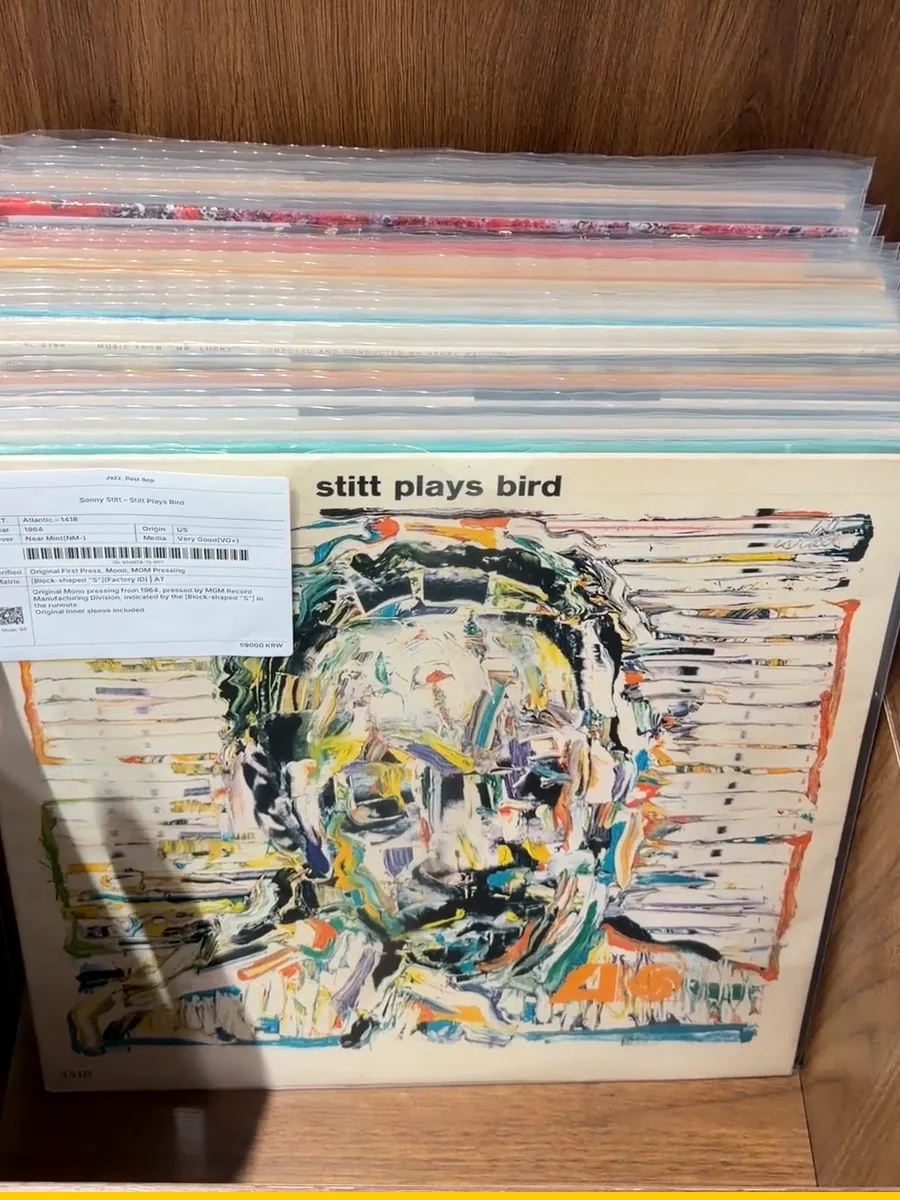 MUSIC FROM "MR. LUCKY" COMPOSED AND CONDUCTED BY HENRY MANCINI
stitt plays bird
Jazz, Post Bop
Sonny Stitt – Stitt Plays Bird
Atlantic – 1418
1964 Origin US
Near Mint(NM-) Media Very Good(VG+)
Original First Press, Mono, MGM Pressing
Matrix [Block-shaped "S"](Factory ID) | AT
Original Mono pressing from 1964, pressed by MGM Record
Manufacturing Division, indicated by the [Block-shaped "S"] in
the runouts.
Original inner sleeve included.
59000 KRW
1418